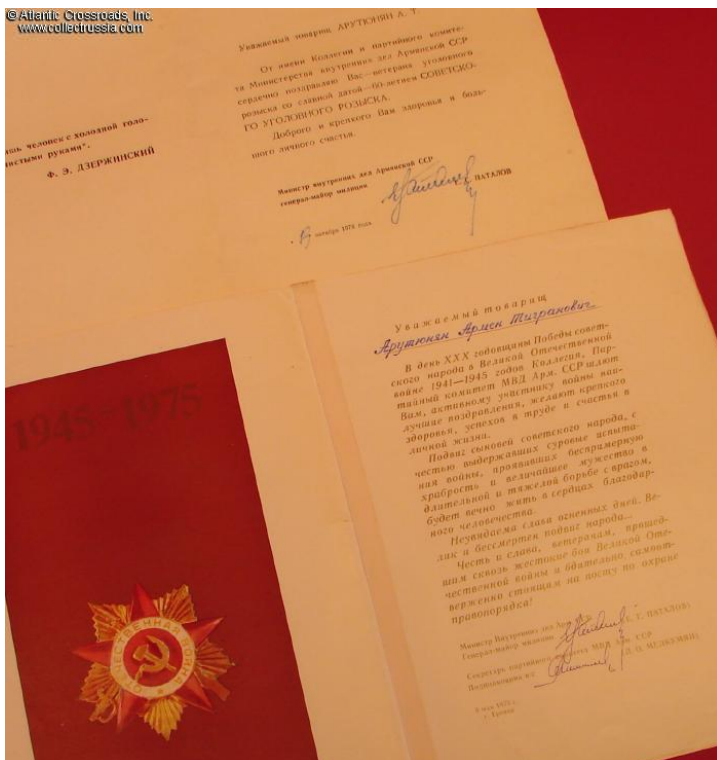 © Atlantic Crossroads, Inc.
www.collectrussia.com
человек с холодной голо-
чистыми руками".
Ф. Э. ДЗЕРЖИНСКИЙ
Уважаемый товарищ АРУТЮНЯН А. Т.
От имени Коллегии и партийного комите-
та Министерства внутренних дел Армянской ССР
сердечно поздравляю Вас—ветерана уголовного
розыска со славной датой—60-летием СОВЕТСКО-
ГО УГОЛОВНОГО РОЗЫСКА.
Доброго и крепкого Вам здоровья и боль-
шого личного счастья.
Министр внутренних дел Армянской ССР
генерал-майор милиции
ПАТАЛОВ
октября 1978 года
1945–1975
ОТЕЧЕСТВЕННАЯ ВОЙНА
Уважаемый товарищ
Арутюнян Армен Тигранович
В день XXX годовщины Победы совет-
ского народа в Великой Отечественной
войне 1941—1945 годов Коллегия, Пар-
тийный комитет МВД Арм. ССР шлют
Вам, активному участнику войны наи-
лучшие поздравления, желают крепкого
здоровья, успехов в труде и счастья в
личной жизни.
Подвиг сыновей советского народа, с
честью выдержавших суровые испыта-
ния войны, проявивших беспримерную
храбрость и величайшее мужество в
длительной и тяжелой борьбе с врагом,
будет вечно жить в сердцах благодар-
ного человечества.
Неувядаема слава огненных дней. Ве-
лик и бессмертен подвиг народа...
Честь и слава, ветеранам, прошед-
шим сквозь жестокие бои Великой Оте-
чественной войны и бдительно, самоот-
верженно стоящим на посту по охране
правопорядка!
Министр Внутренних дел Арм.
Генерал-майор милиции
ПАТАЛОВ)
Секретарь партийного комитета МВД Арм. ССР
Подполковник в/с
мая 1975 г.
г. Ереван